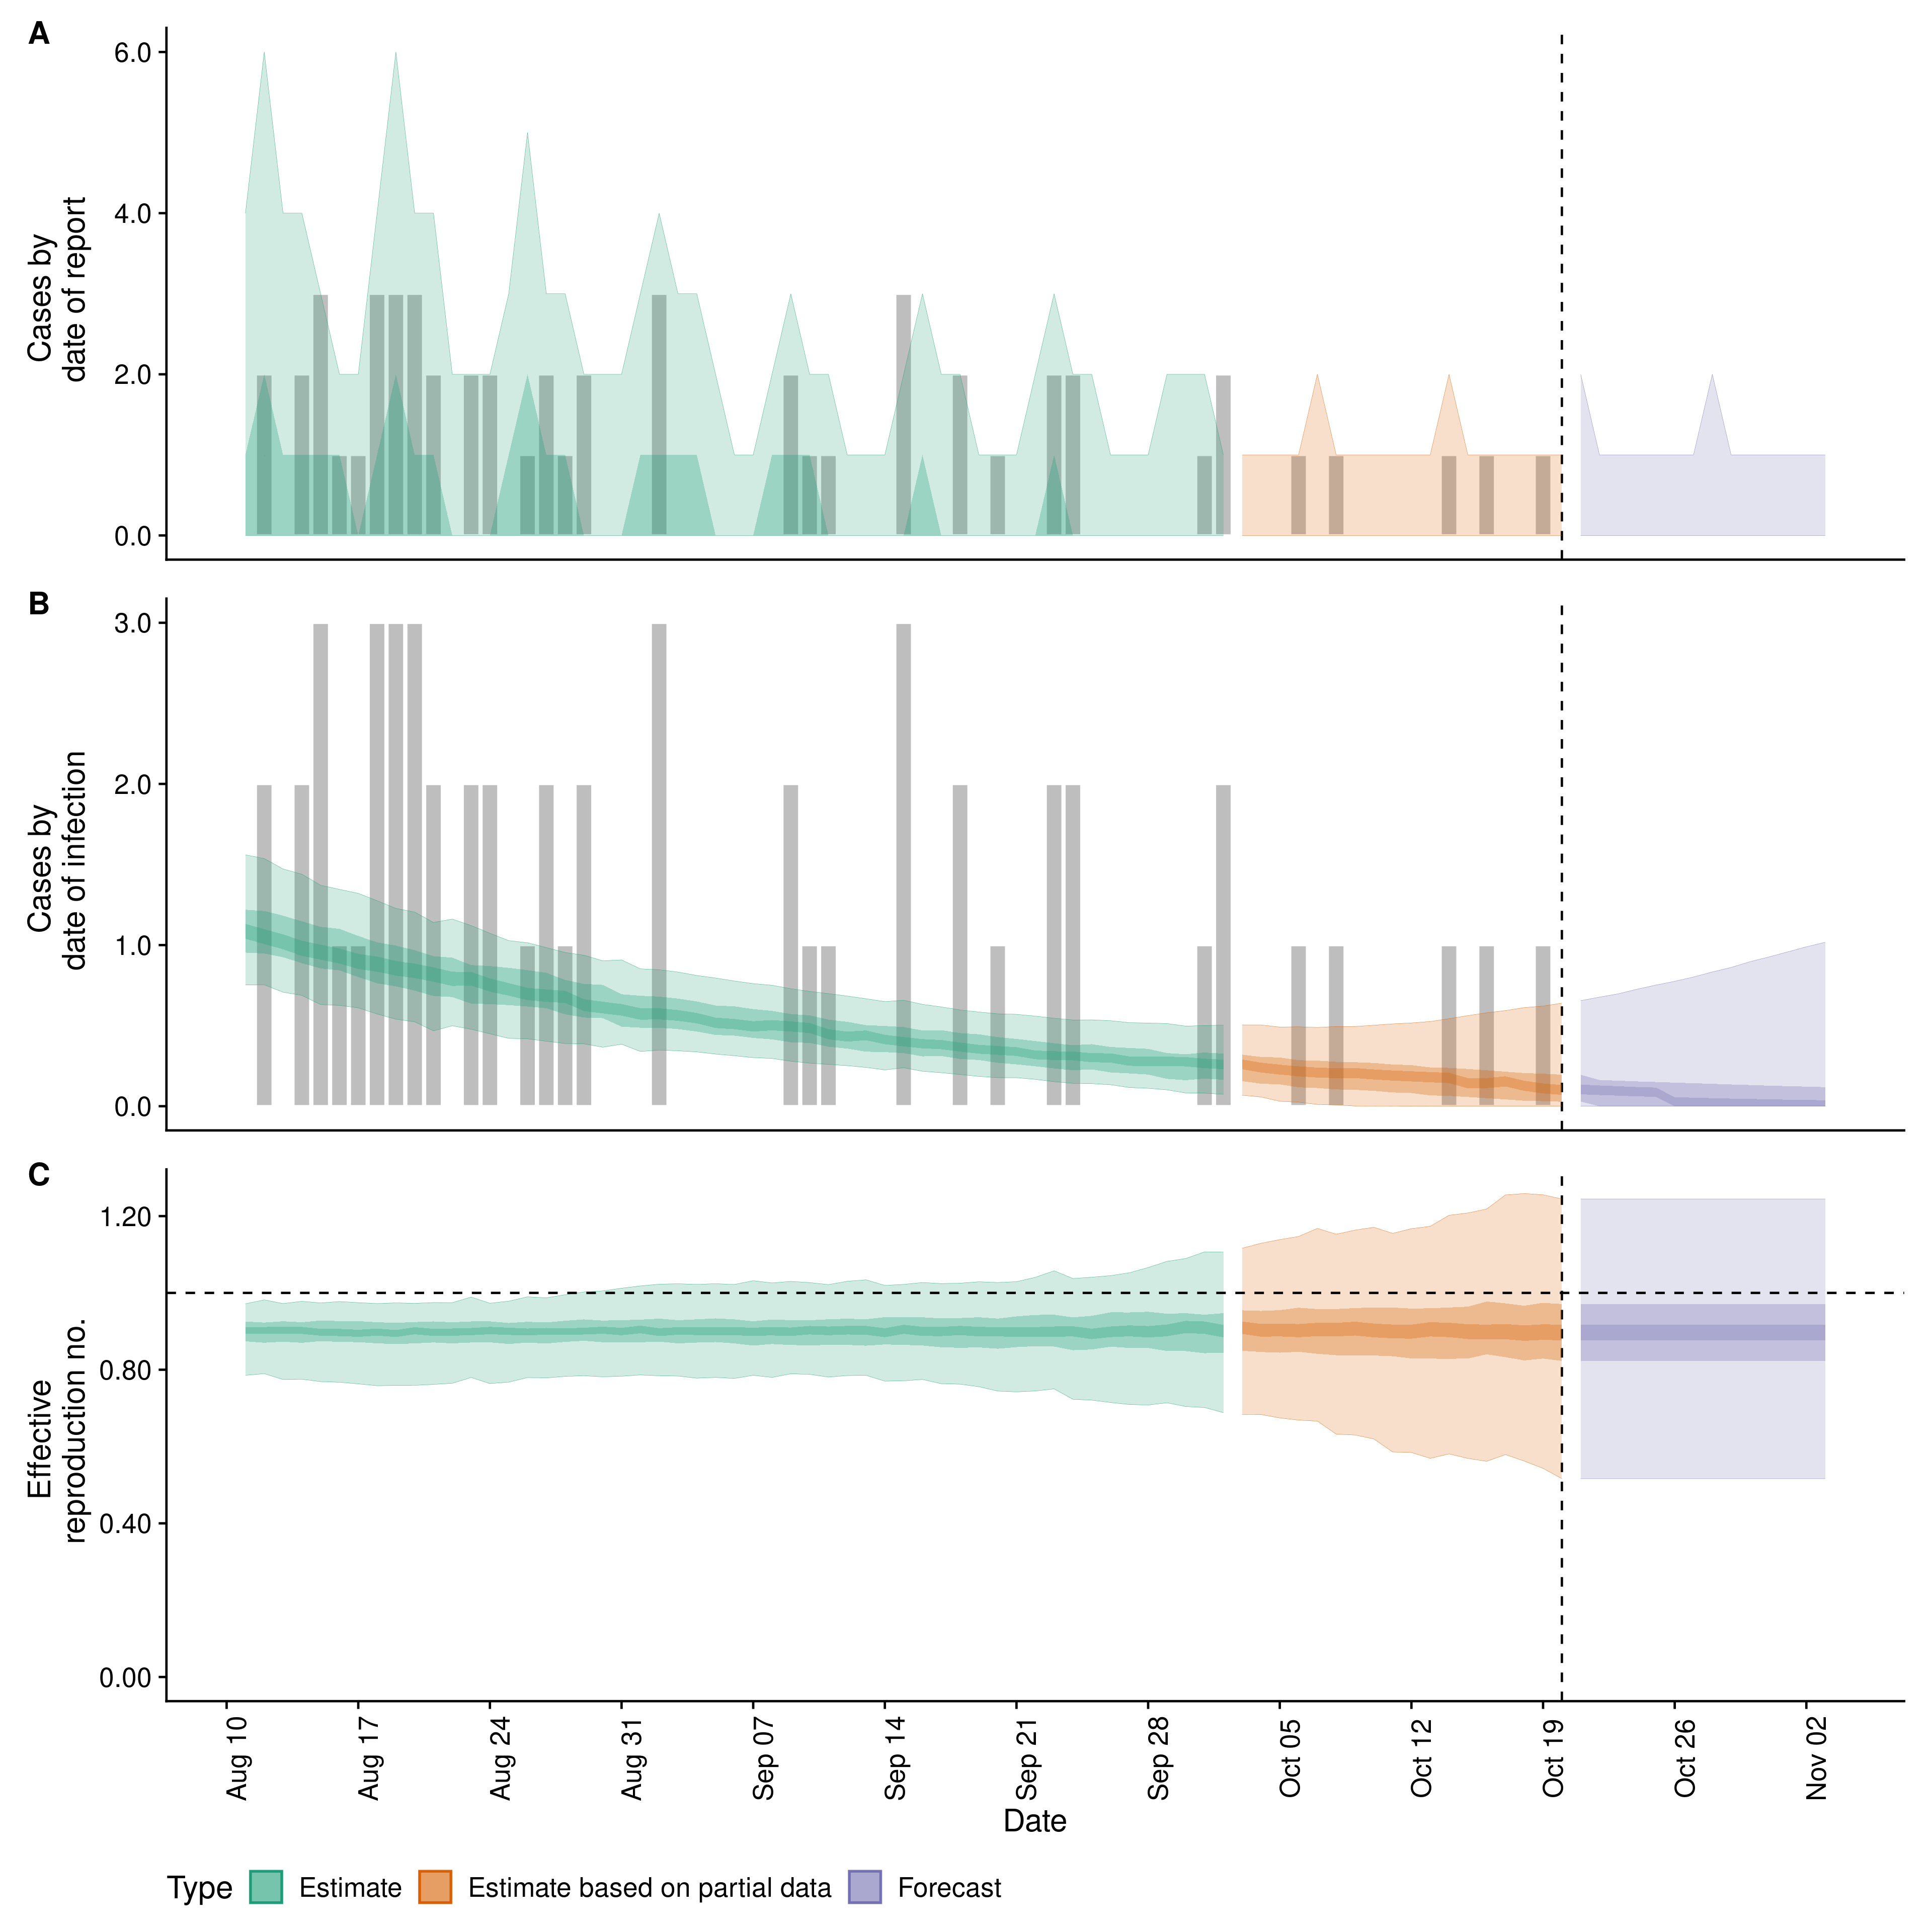 A
6.0
4.0
2.0
0.0
Cases by
date of report
B
3.0
2.0
1.0
0.0
Cases by
date of infection
C
1.20
0.80
0.40
0.00
Effective
reproduction no.
Aug 10
Aug 17
Aug 24
Aug 31
Sep 07
Sep 14
Sep 21
Sep 28
Oct 05
Oct 12
Oct 19
Oct 26
Nov 02
Date
Type Estimate Estimate based on partial data Forecast